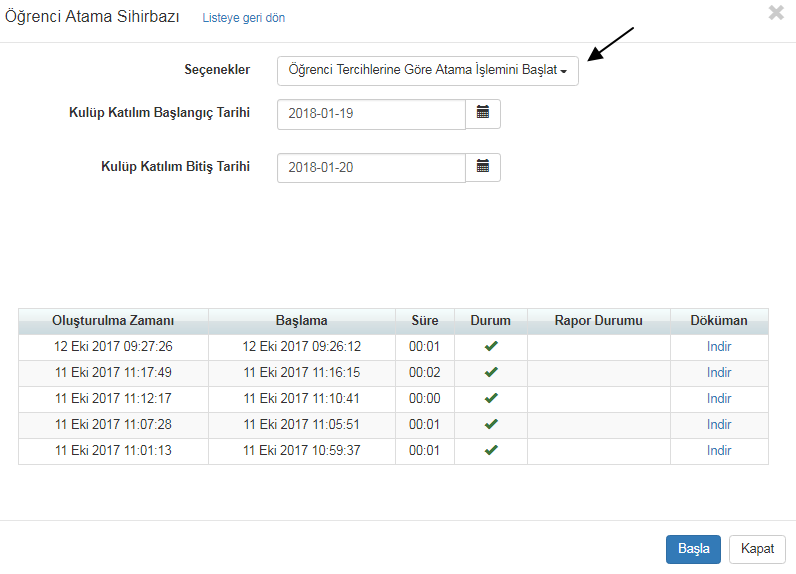 Öğrenci Atama Sihirbazı Listeye geri dön
Seçenekler Öğrenci Tercihlerine Göre Atama İşlemini Başlat
Kulüp Katılım Başlangıç Tarihi 2018-01-19
Kulüp Katılım Bitiş Tarihi 2018-01-20
Oluşturulma Zamanı Başlama Süre Durum Rapor Durumu Döküman
12 Eki 2017 09:27:26 12 Eki 2017 09:26:12 00:01 Indir
11 Eki 2017 11:17:49 11 Eki 2017 11:16:15 00:02 Indir
11 Eki 2017 11:12:17 11 Eki 2017 11:10:41 00:00 Indir
11 Eki 2017 11:07:28 11 Eki 2017 11:05:51 00:01 Indir
11 Eki 2017 11:01:13 11 Eki 2017 10:59:37 00:01 Indir
Başla Kapat